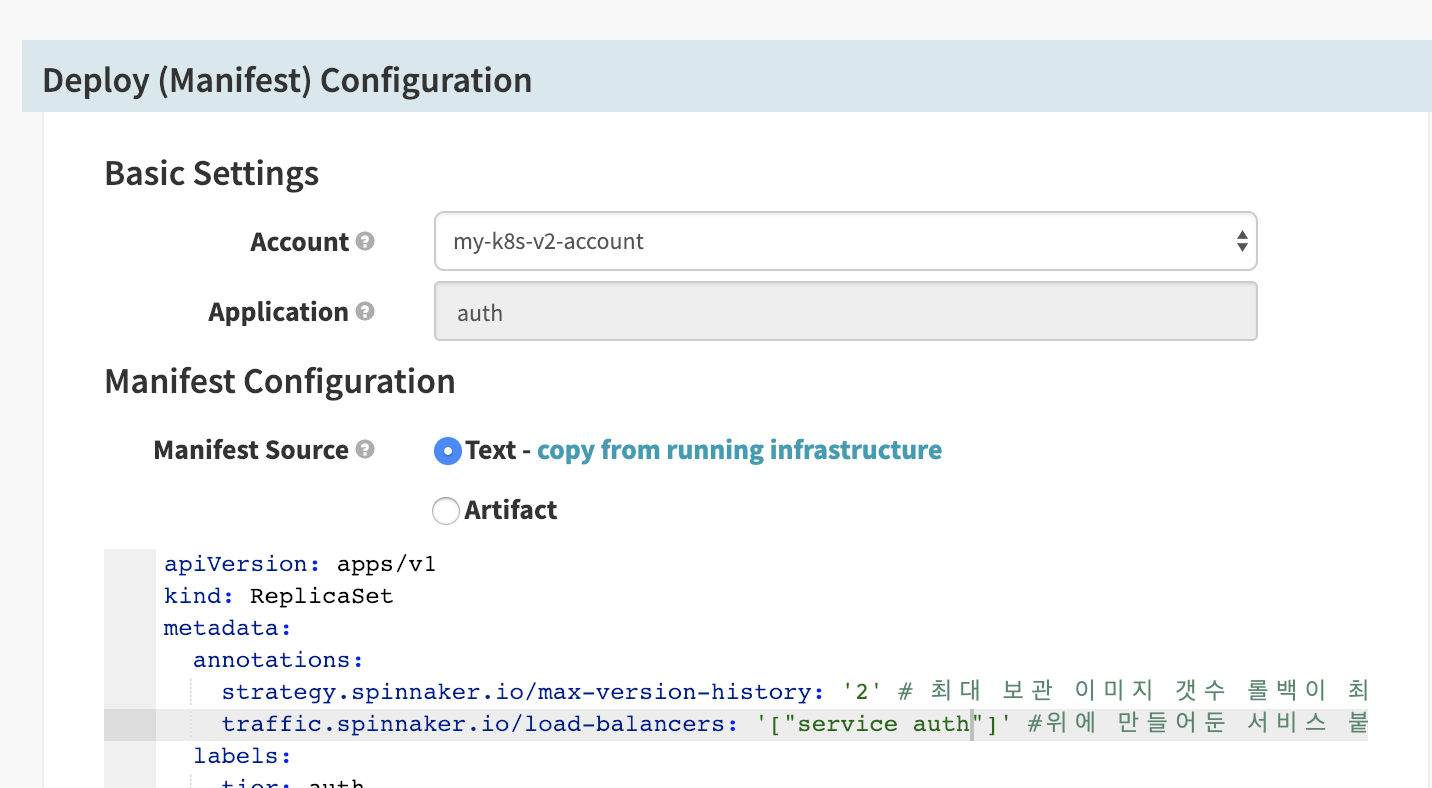 Deploy (Manifest) Configuration
Basic Settings
Account
my-k8s-v2-account
Application
auth
Manifest Configuration
Manifest Source
Text - copy from running infrastructure
Artifact
apiVersion: apps/v1
kind: ReplicaSet
metadata:
annotations:
strategy.spinnaker.io/max-version-history: '2' # 최대 보관 이미지 갯수 롤백이 최
traffic.spinnaker.io/load-balancers: '["service auth"]' #위에 만들어둔 서비스 붙
labels:
tier: auth